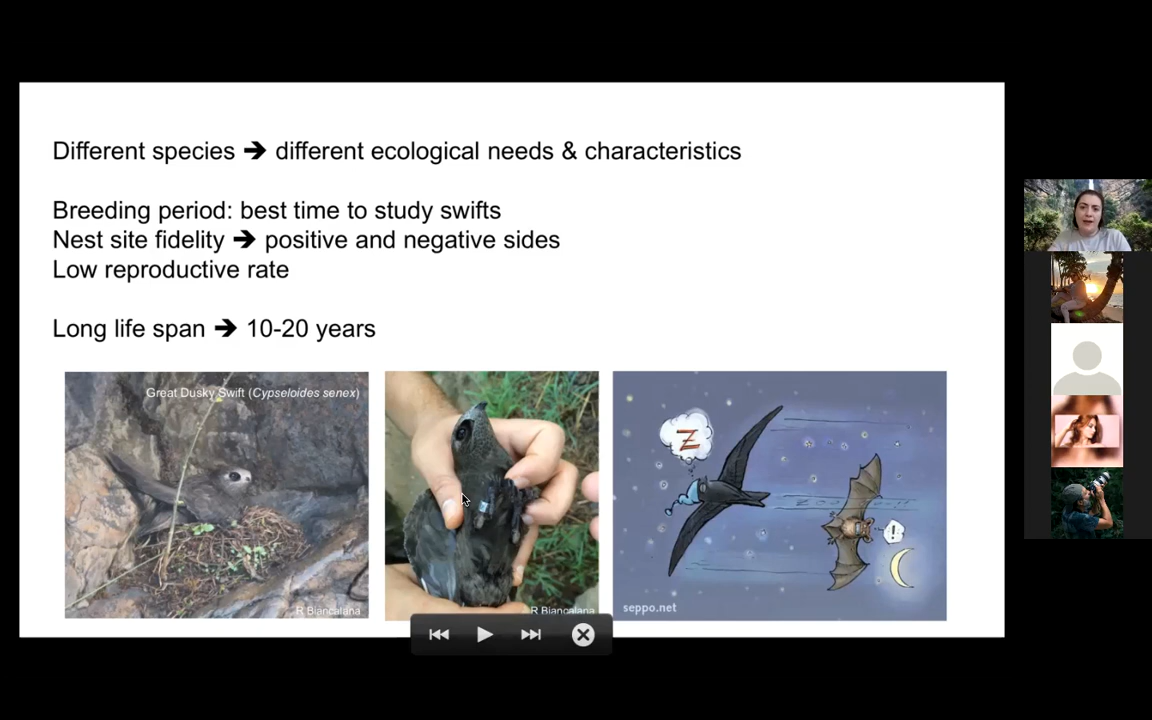 Different species ➔ different ecological needs & characteristics
Breeding period: best time to study swifts
Nest site fidelity ➔ positive and negative sides
Low reproductive rate
Long life span ➔ 10-20 years
Great Dusky Swift (Cypseloides senex)
Z
!
R Biancalana
R Biancalana
seppo.net